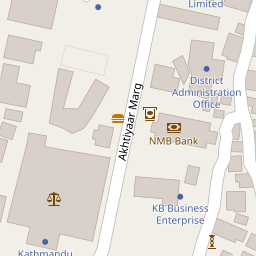 Limited
District
Administration
Office
Akhtiyaar Marg
NMB Bank
KB Business
Enterprise
Kathmandu